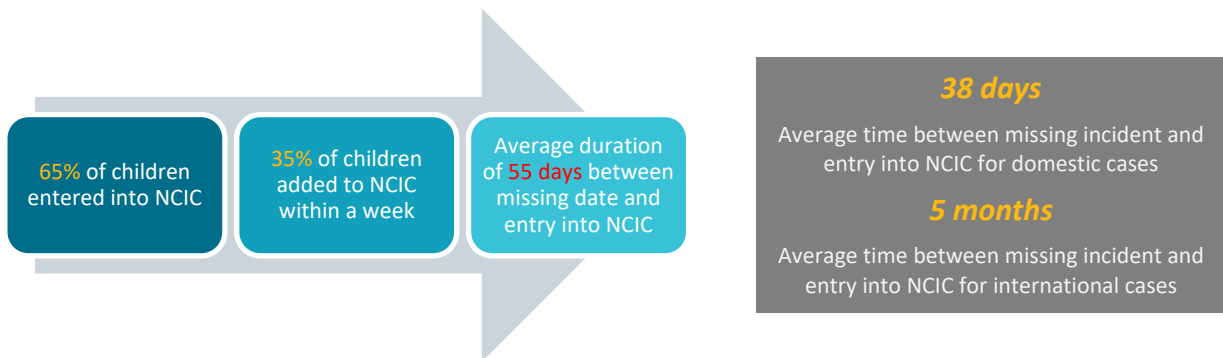 65% of children
entered into NCIC
35% of children
added to NCIC
within a week
Average duration
of 55 days between
missing date and
entry into NCIC
38 days
Average time between missing incident and
entry into NCIC for domestic cases
5 months
Average time between missing incident and
entry into NCIC for international cases